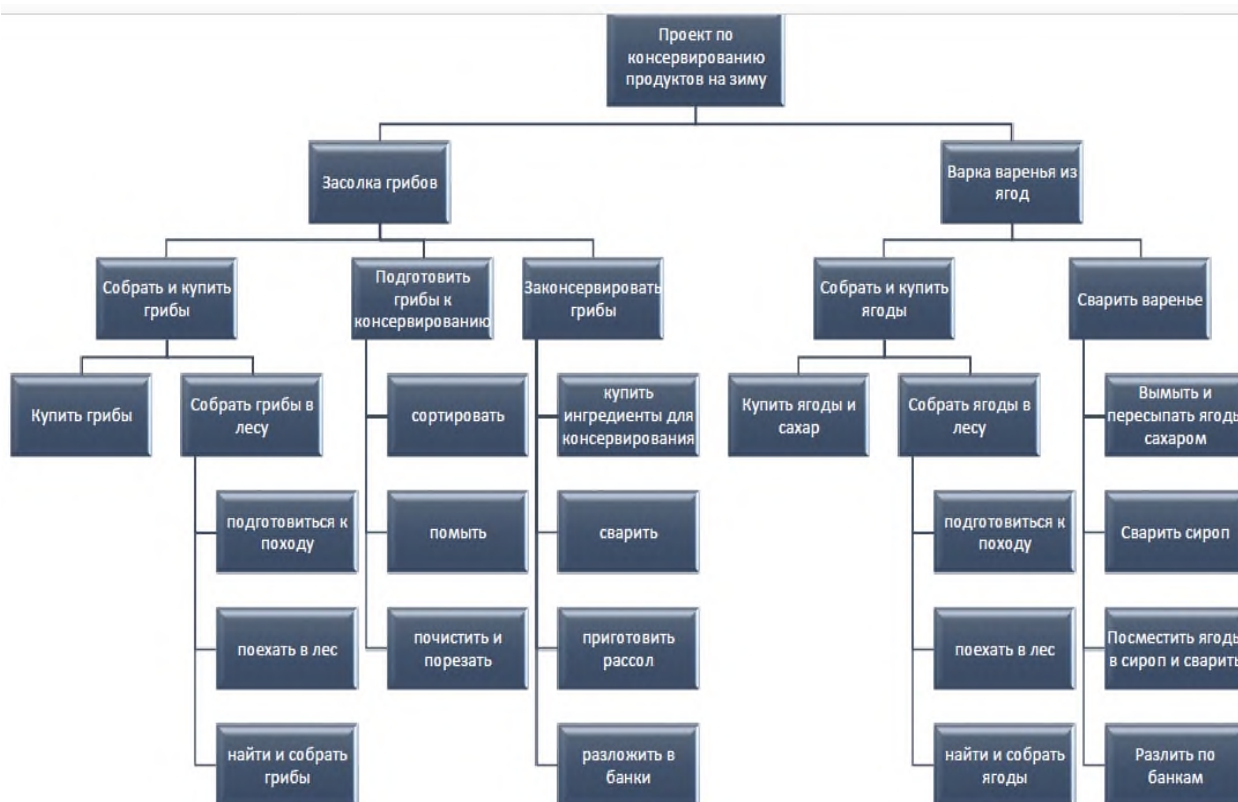 Проект по
консервированию
продуктов на зиму
Засолка грибов
Варка варенья из
ягод
Собрать и купить
грибы
Подготовить
грибы к
консервированию
Законсервировать
грибы
Собрать и купить
ягоды
Сварить варенье
Купить грибы
Собрать грибы в
лесу
сортировать
купить
ингредиенты для
консервирования
Купить ягоды и
сахар
Собрать ягоды в
лесу
Вымыть и
пересыпать ягоды
сахаром
подготовиться к
походу
помыть
сварить
подготовиться к
походу
Сварить сироп
поехать в лес
почистить и
порезать
приготовить
рассол
поехать в лес
Посместить ягоды
в сироп и сварить
найти и собрать
грибы
разложить в
банки
найти и собрать
ягоды
Разлить по
банкам